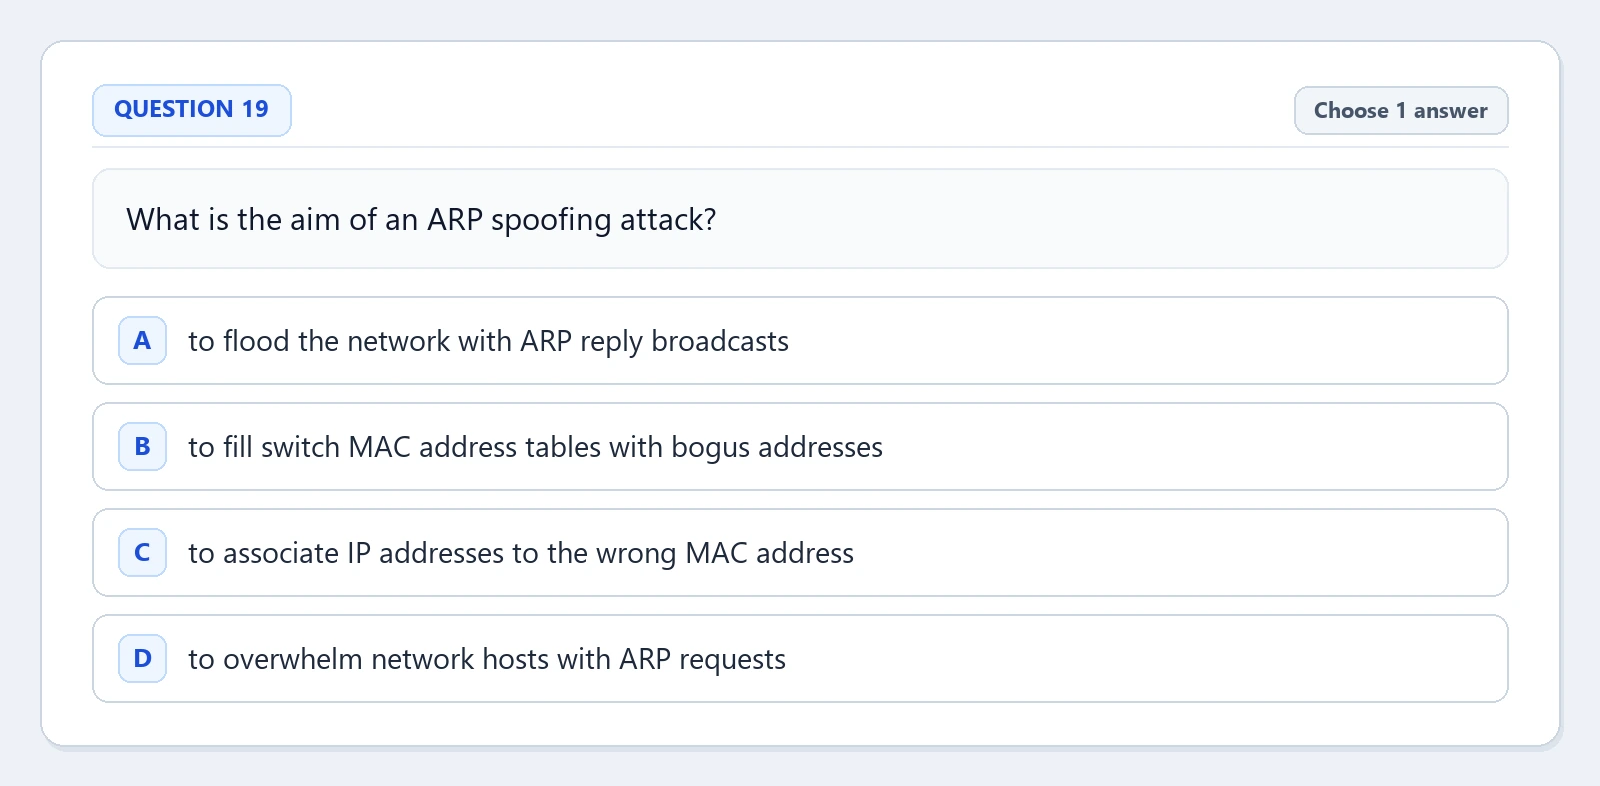 QUESTION 19
Choose 1 answer
What is the aim of an ARP spoofing attack?
A to flood the network with ARP reply broadcasts
B to fill switch MAC address tables with bogus addresses
C to associate IP addresses to the wrong MAC address
D to overwhelm network hosts with ARP requests